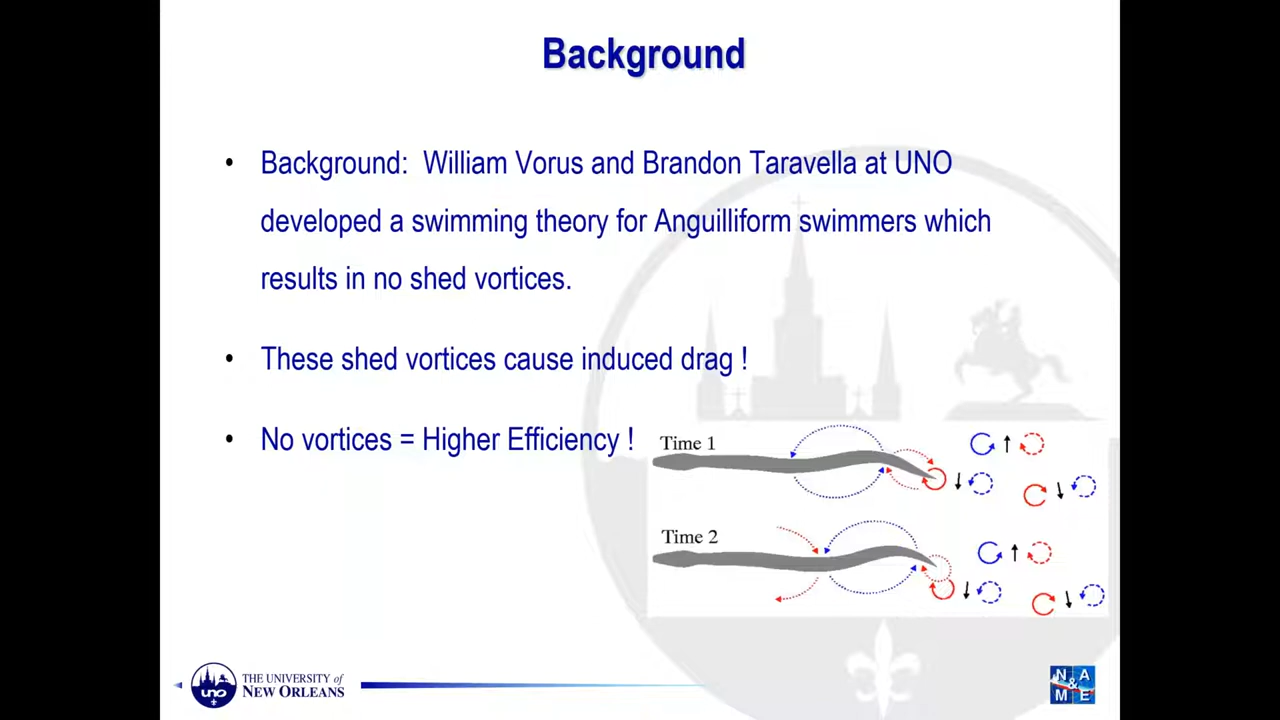 Background
• Background: William Vorus and Brandon Taravella at UNO
developed a swimming theory for Anguilliform swimmers which
results in no shed vortices.
• These shed vortices cause induced drag !
• No vortices = Higher Efficiency !
Time 1
Time 2
uno
THE UNIVERSITY of
NEW ORLEANS
N A
&
M E